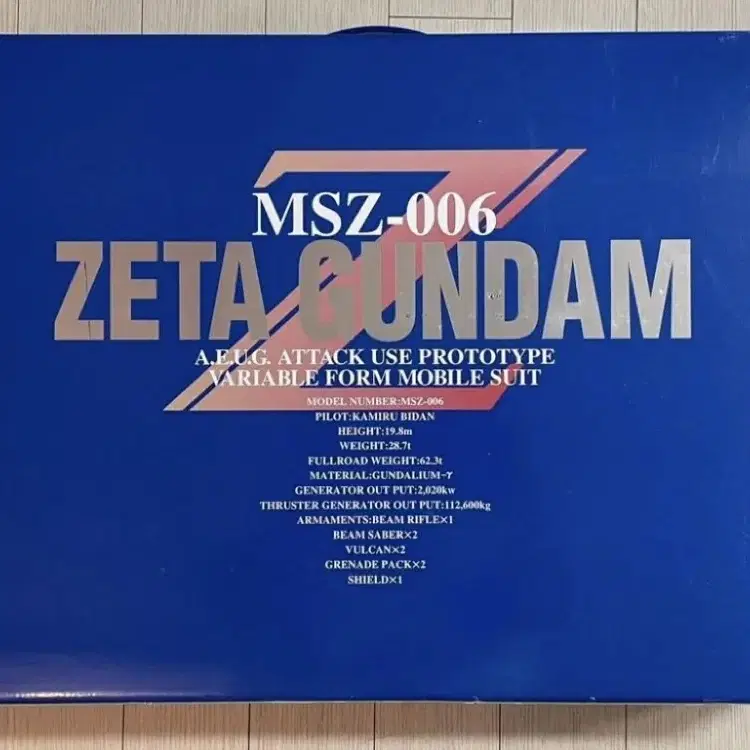 MSZ-006
ZETA GUNDAM
A.E.U.G. ATTACK USE PROTOTYPE
VARIABLE FORM MOBILE SUIT
MODEL NUMBER:MSZ-006
PILOT:KAMIRU BIDAN
HEIGHT:19.8m
WEIGHT:28.7t
FULLROAD WEIGHT:62.3t
MATERIAL:GUNDALIUM-γ
GENERATOR OUT PUT:2,020kw
THRUSTER GENERATOR OUT PUT:112,600kg
ARMAMENTS:BEAM RIFLE×1
BEAM SABER×2
VULCAN×2
GRENADE PACK×2
SHIELD×1